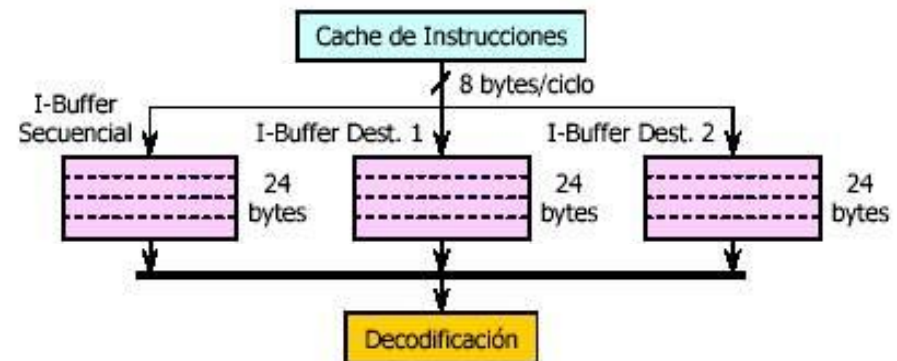 Cache de Instrucciones
8 bytes/ciclo
I-Buffer
Secuencial
I-Buffer Dest. 1
I-Buffer Dest. 2
24
bytes
24
bytes
24
bytes
Decodificación